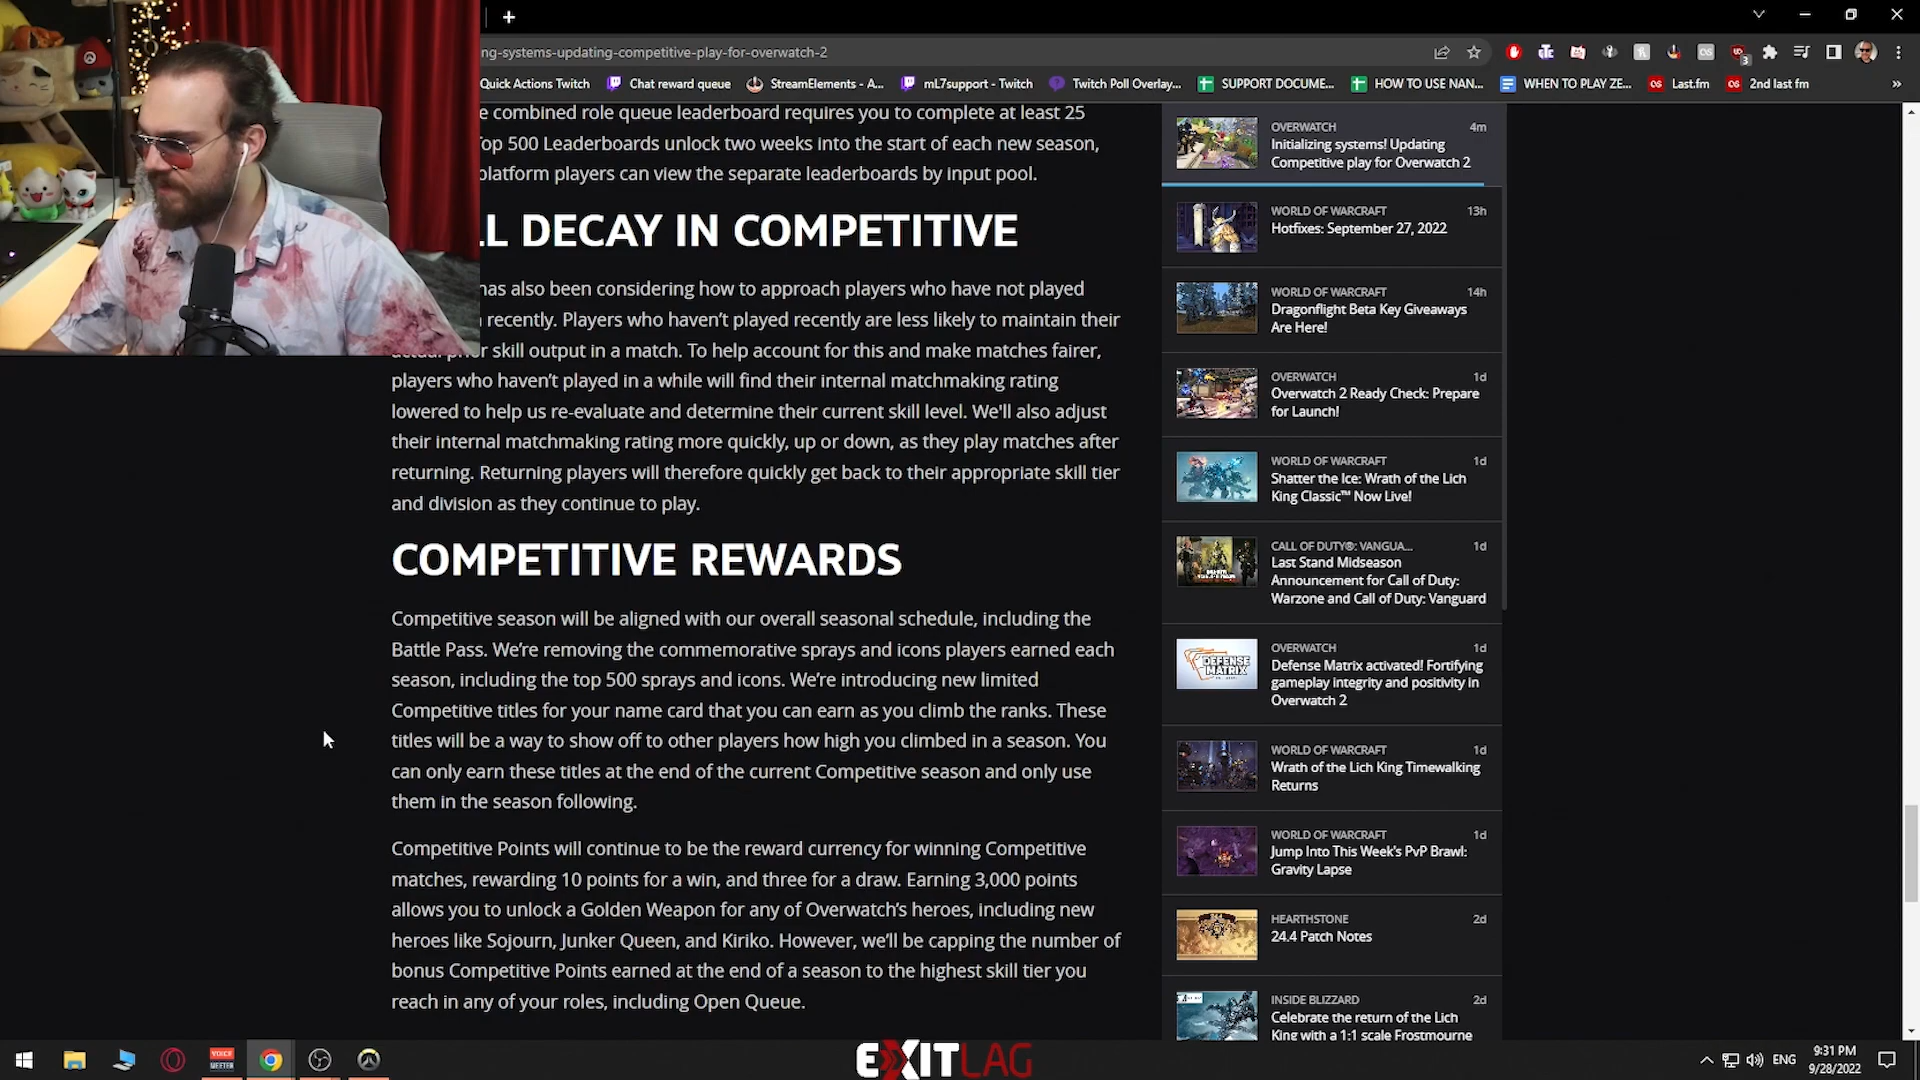 ng-systems-updating-competitive-play-for-overwatch-2
Quick Actions Twitch
Chat reward queue
StreamElements - A...
mL7support - Twitch
Twitch Poll Overlay...
SUPPORT DOCUME...
HOW TO USE NAN...
WHEN TO PLAY ZE...
Last.fm
2nd last fm
e combined role queue leaderboard requires you to complete at least 25
op 500 Leaderboards unlock two weeks into the start of each new season,
platform players can view the separate leaderboards by input pool.
LL DECAY IN COMPETITIVE
has also been considering how to approach players who have not played
recently. Players who haven't played recently are less likely to maintain their
skill output in a match. To help account for this and make matches fairer,
players who haven't played in a while will find their internal matchmaking rating
lowered to help us re-evaluate and determine their current skill level. We'll also adjust
their internal matchmaking rating more quickly, up or down, as they play matches after
returning. Returning players will therefore quickly get back to their appropriate skill tier
and division as they continue to play.
COMPETITIVE REWARDS
Competitive season will be aligned with our overall seasonal schedule, including the
Battle Pass. We're removing the commemorative sprays and icons players earned each
season, including the top 500 sprays and icons. We're introducing new limited
Competitive titles for your name card that you can earn as you climb the ranks. These
titles will be a way to show off to other players how high you climbed in a season. You
can only earn these titles at the end of the current Competitive season and only use
them in the season following.
Competitive Points will continue to be the reward currency for winning Competitive
matches, rewarding 10 points for a win, and three for a draw. Earning 3,000 points
allows you to unlock a Golden Weapon for any of Overwatch's heroes, including new
heroes like Sojourn, Junker Queen, and Kiriko. However, we'll be capping the number of
bonus Competitive Points earned at the end of a season to the highest skill tier you
reach in any of your roles, including Open Queue.
OVERWATCH 4m
Initializing systems! Updating
Competitive play for Overwatch 2
WORLD OF WARCRAFT 13h
Hotfixes: September 27, 2022
WORLD OF WARCRAFT 14h
Dragonflight Beta Key Giveaways
Are Here!
OVERWATCH 1d
Overwatch 2 Ready Check: Prepare
for Launch!
WORLD OF WARCRAFT 1d
Shatter the Ice: Wrath of the Lich
King Classic™ Now Live!
CALL OF DUTY®: VANGUA... 1d
Last Stand Midseason
Announcement for Call of Duty:
Warzone and Call of Duty: Vanguard
DEFENSE
MATRIX
OVERWATCH 1d
Defense Matrix activated! Fortifying
gameplay integrity and positivity in
Overwatch 2
WORLD OF WARCRAFT 1d
Wrath of the Lich King Timewalking
Returns
WORLD OF WARCRAFT 1d
Jump Into This Week's PvP Brawl:
Gravity Lapse
HEARTHSTONE 2d
24.4 Patch Notes
INSIDE BLIZZARD 2d
Celebrate the return of the Lich
King with a 1:1 scale Frostmourne
EXITLAG
ENG
9:31 PM
9/28/2022